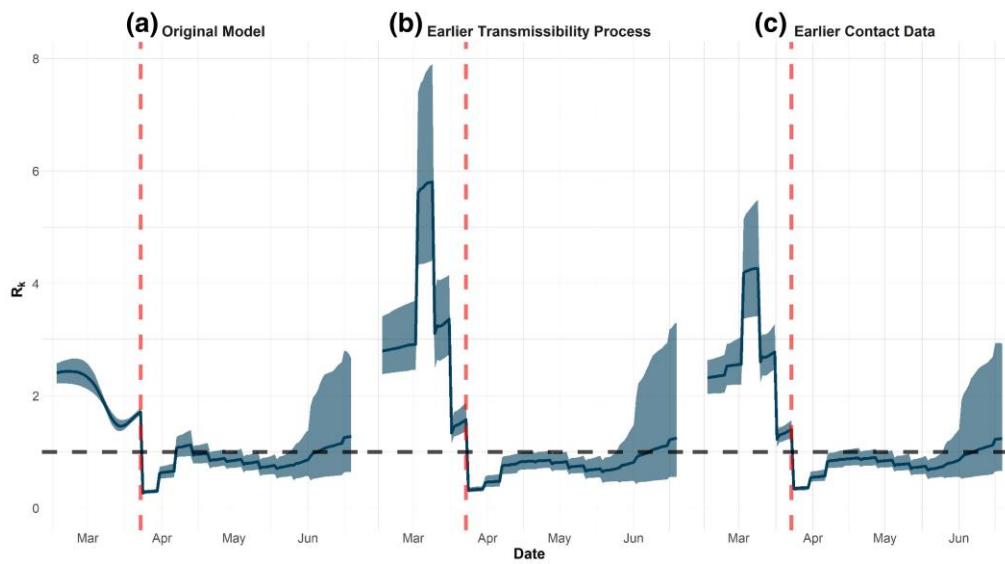 (a) Original Model
(b) Earlier Transmissibility Process
(c) Earlier Contact Data
8
6
4
2
0
Rk
Mar Apr May Jun
Mar Apr May Jun
Mar Apr May Jun
Date